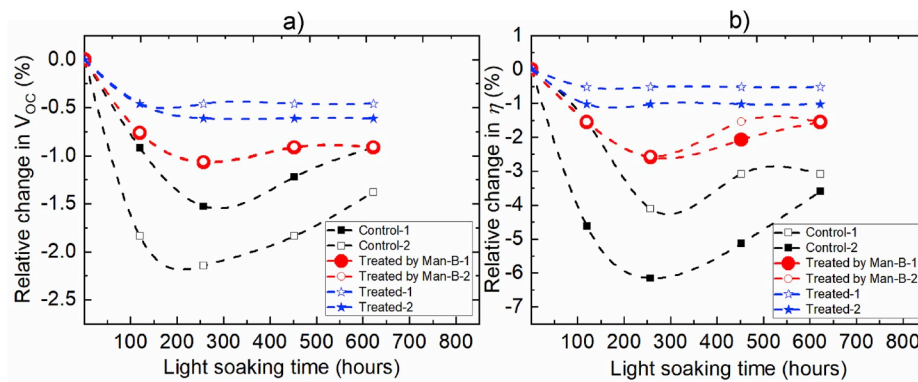 a)
Relative change in VOC (%)
0.0
-0.5
-1.0
-1.5
-2.0
-2.5
Control-1
Control-2
Treated by Man-B-1
Treated by Man-B-2
Treated-1
Treated-2
100 200 300 400 500 600 700 800
Light soaking time (hours)
b)
Relative change in η (%)
0
-1
-2
-3
-4
-5
-6
-7
Control-1
Control-2
Treated by Man-B-1
Treated by Man-B-2
Treated-1
Treated-2
100 200 300 400 500 600 700 800
Light soaking time (hours)